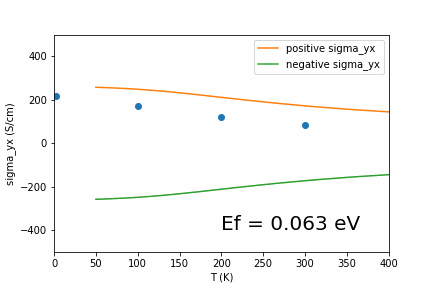 positive sigma_yx
negative sigma_yx
400
200
0
−200
−400
sigma_yx (S/cm)
Ef = 0.063 eV
0 50 100 150 200 250 300 350 400
T (K)